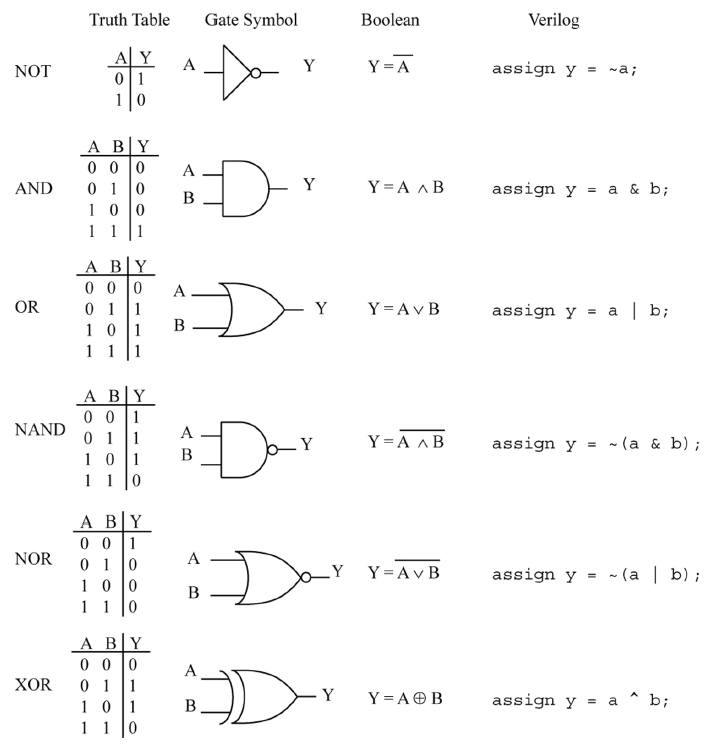 Truth Table Gate Symbol Boolean Verilog
NOT
A Y
0 1
1 0
A Y
Y = A̅
assign y = ~a;
AND
A B Y
0 0 0
0 1 0
1 0 0
1 1 1
A
B
Y
Y = A ∧ B
assign y = a & b;
OR
A B Y
0 0 0
0 1 1
1 0 1
1 1 1
A
B
Y
Y = A ∨ B
assign y = a | b;
NAND
A B Y
0 0 1
0 1 1
1 0 1
1 1 0
A
B
Y
Y = A̅ ̅∧̅ ̅B̅
assign y = ~(a & b);
NOR
A B Y
0 0 1
0 1 0
1 0 0
1 1 0
A
B
Y
Y = A̅ ̅∨̅ ̅B̅
assign y = ~(a | b);
XOR
A B Y
0 0 0
0 1 1
1 0 1
1 1 0
A
B
Y
Y = A ⊕ B
assign y = a ^ b;